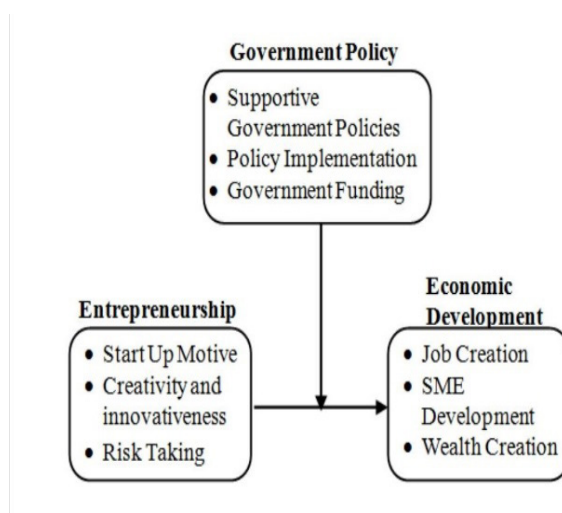 Government Policy
• Supportive
Government Policies
• Policy Implementation
• Government Funding
Entrepreneurship
• Start Up Motive
• Creativity and
innovativeness
• Risk Taking
Economic
Development
• Job Creation
• SME
Development
• Wealth Creation